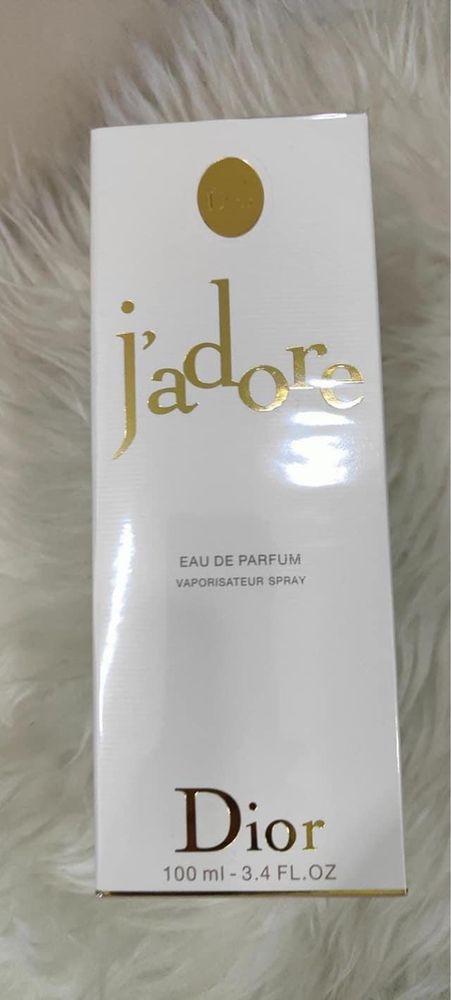 j'adore
EAU DE PARFUM
VAPORISATEUR SPRAY
Dior
100 ml - 3.4 FL.OZ